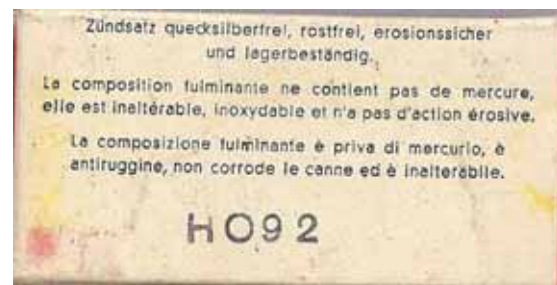 Zündsatz quecksilberfrei, rostfrei, erosionssicher
und lagerbeständig.
La composition fulminante ne contient pas de mercure,
elle est inaltérable, inoxydable et n'a pas d'action érosive.
La composizione fulminante è priva di mercurio, è
antiruggine, non corrode le canne ed è inalterabile.
HO92